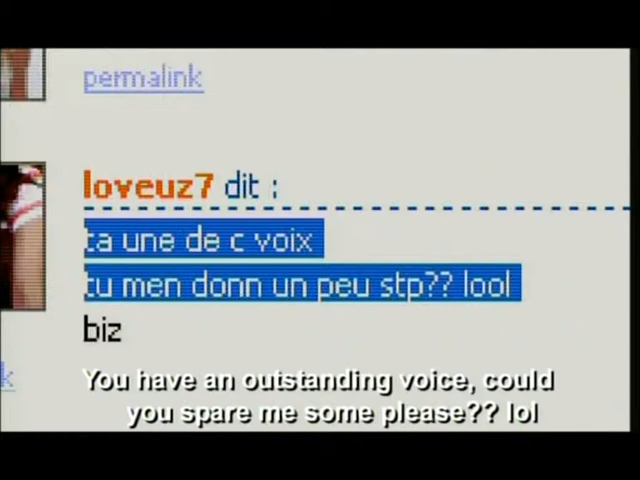 permalink
loveuz7 dit :
ta une de c voix
tu men donn un peu stp?? lool
biz
k
You have an outstanding voice, could
you spare me some please?? lol